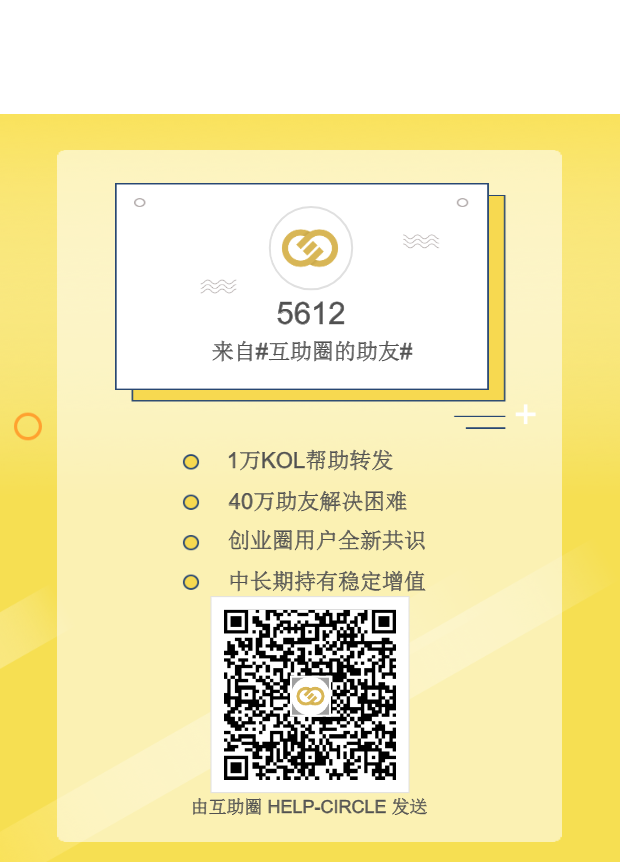 5612
来自#互助圈的助友#
1万KOL帮助转发
40万助友解决困难
创业圈用户全新共识
中长期持有稳定增值
由互助圈 HELP-CIRCLE 发送